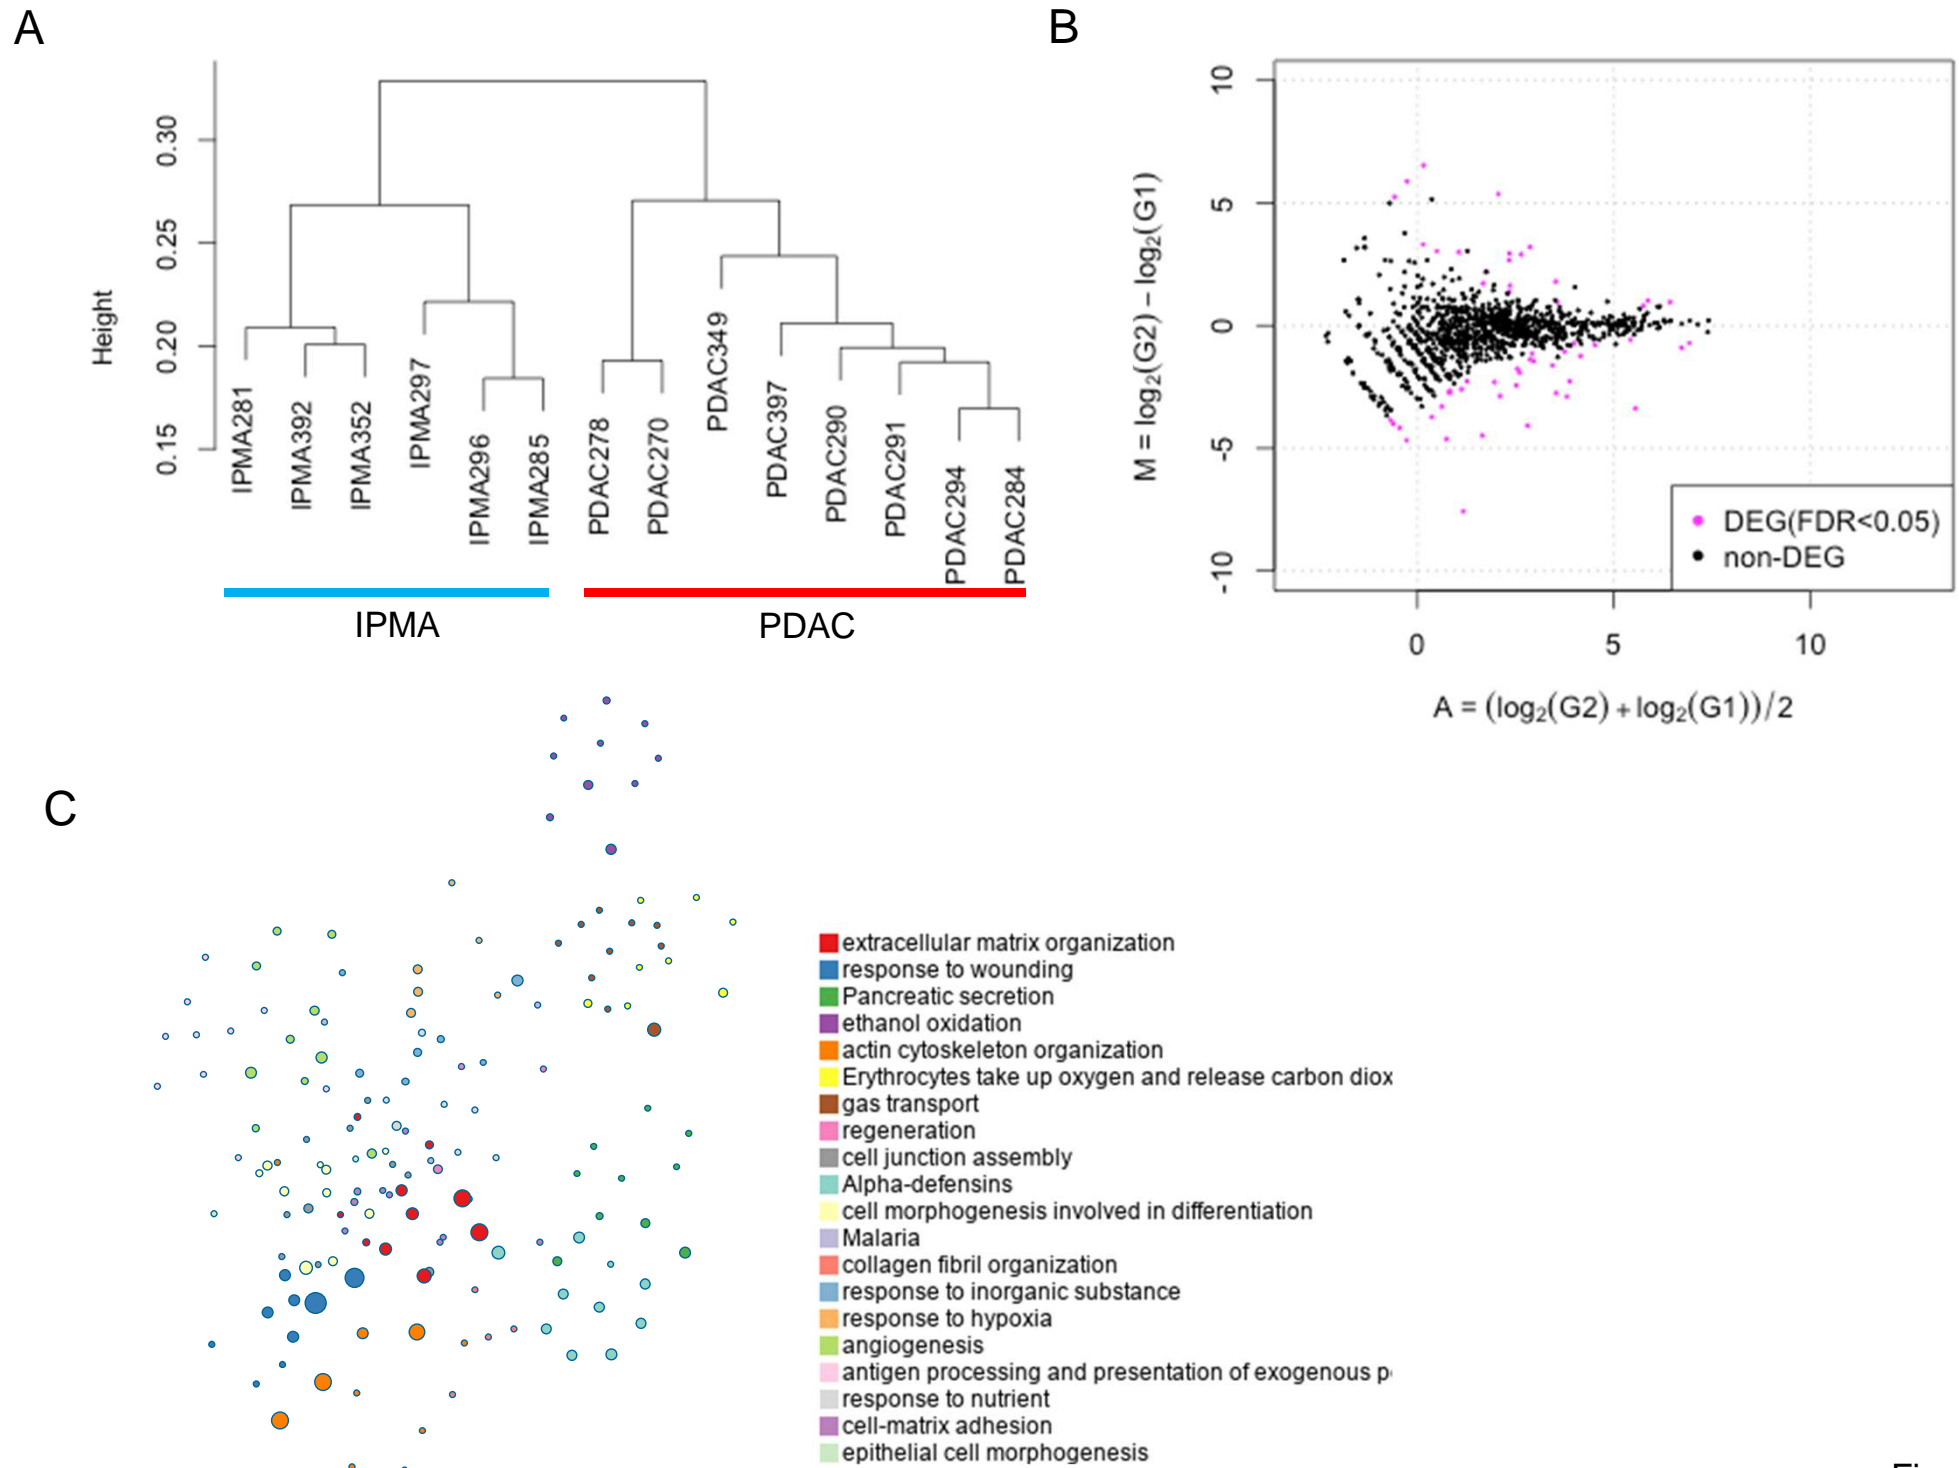 A
Height
0.30
0.25
0.20
0.15
IPMA281
IPMA392
IPMA352
IPMA297
IPMA296
IPMA285
PDAC278
PDAC270
PDAC349
PDAC397
PDAC290
PDAC291
PDAC294
PDAC284
IPMA
PDAC
B
M = log2(G2) − log2(G1)
10
5
0
-5
-10
DEG(FDR<0.05)
non-DEG
0
5
10
A = (log2(G2) + log2(G1))/2
C
extracellular matrix organization
response to wounding
Pancreatic secretion
ethanol oxidation
actin cytoskeleton organization
Erythrocytes take up oxygen and release carbon diox
gas transport
regeneration
cell junction assembly
Alpha-defensins
cell morphogenesis involved in differentiation
Malaria
collagen fibril organization
response to inorganic substance
response to hypoxia
angiogenesis
antigen processing and presentation of exogenous p
response to nutrient
cell-matrix adhesion
epithelial cell morphogenesis